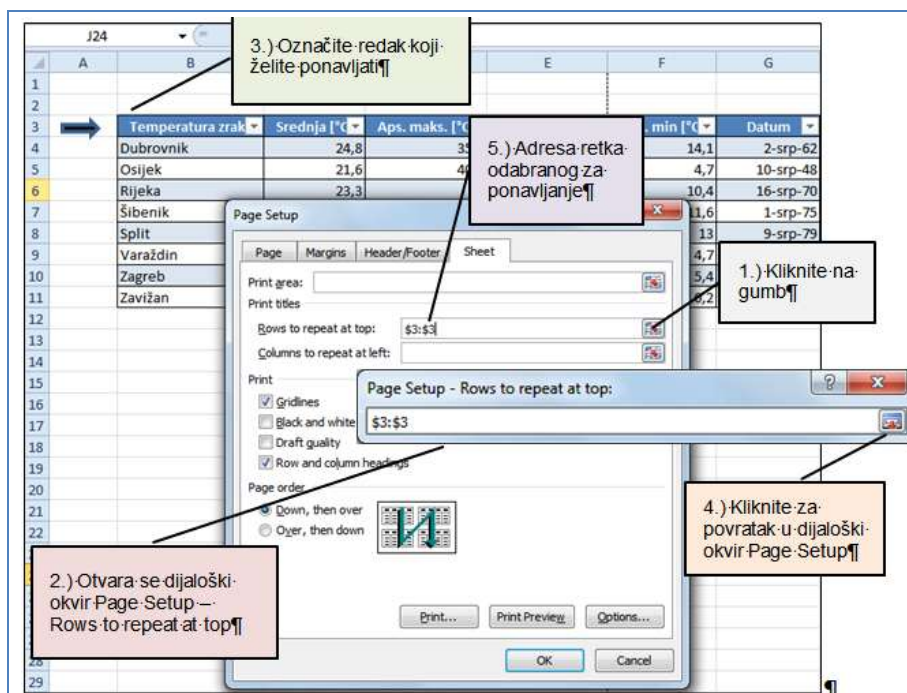 J24
3.) Označite redak koji
želite ponavljati¶
A B E F G
1
2
3 Temperatura zrak Srednja [°C Aps. maks. [°C . min [°C Datum
4 Dubrovnik 24,8 35 14,1 2-srp-62
5 Osijek 21,6 40 4,7 10-srp-48
6 Rijeka 23,3 10,4 16-srp-70
7 Šibenik 11,6 1-srp-75
8 Split 13 9-srp-79
9 Varaždin 4,7
10 Zagreb 5,4
11 Zavižan
12
13
14
15
16
17
18
19
20
21
22
28
29
5.) Adresa retka
odabranog za
ponavljanje¶
1.) Kliknite na
gumb¶
Page Setup
Page Margins Header/Footer Sheet
Print area:
Print titles
Rows to repeat at top: $3:$3
Columns to repeat at left:
Print
Gridlines
Black and white
Draft quality
Row and column headings
Page order
Down, then over
Over, then down
Print... Print Preview Options...
OK Cancel
Page Setup - Rows to repeat at top:
$3:$3
4.) Kliknite za
povratak u dijaloški
okvir Page Setup¶
2.) Otvara se dijaloški
okvir Page Setup –
Rows to repeat at top¶
¶